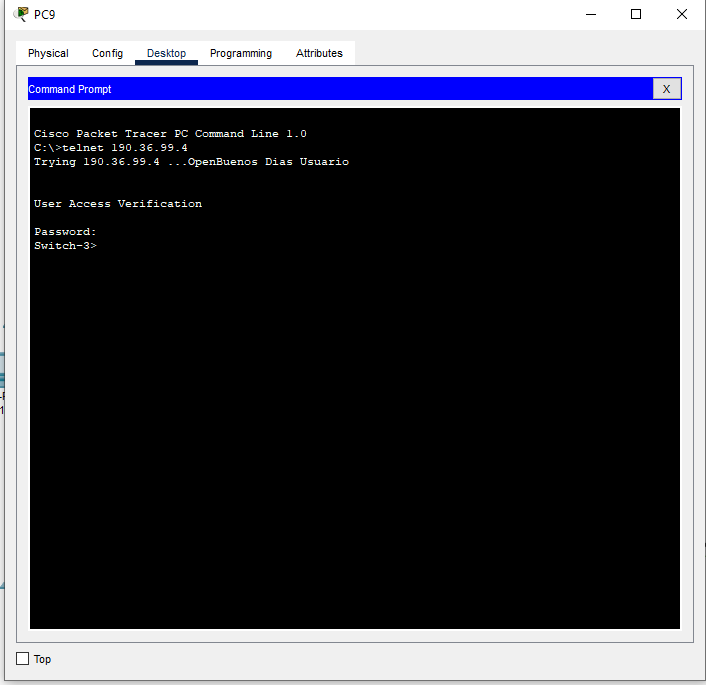 PC9
Physical Config Desktop Programming Attributes
Command Prompt X
Cisco Packet Tracer PC Command Line 1.0
C:\>telnet 190.36.99.4
Trying 190.36.99.4 ...OpenBuenos Dias Usuario
User Access Verification
Password:
Switch-3>
Top